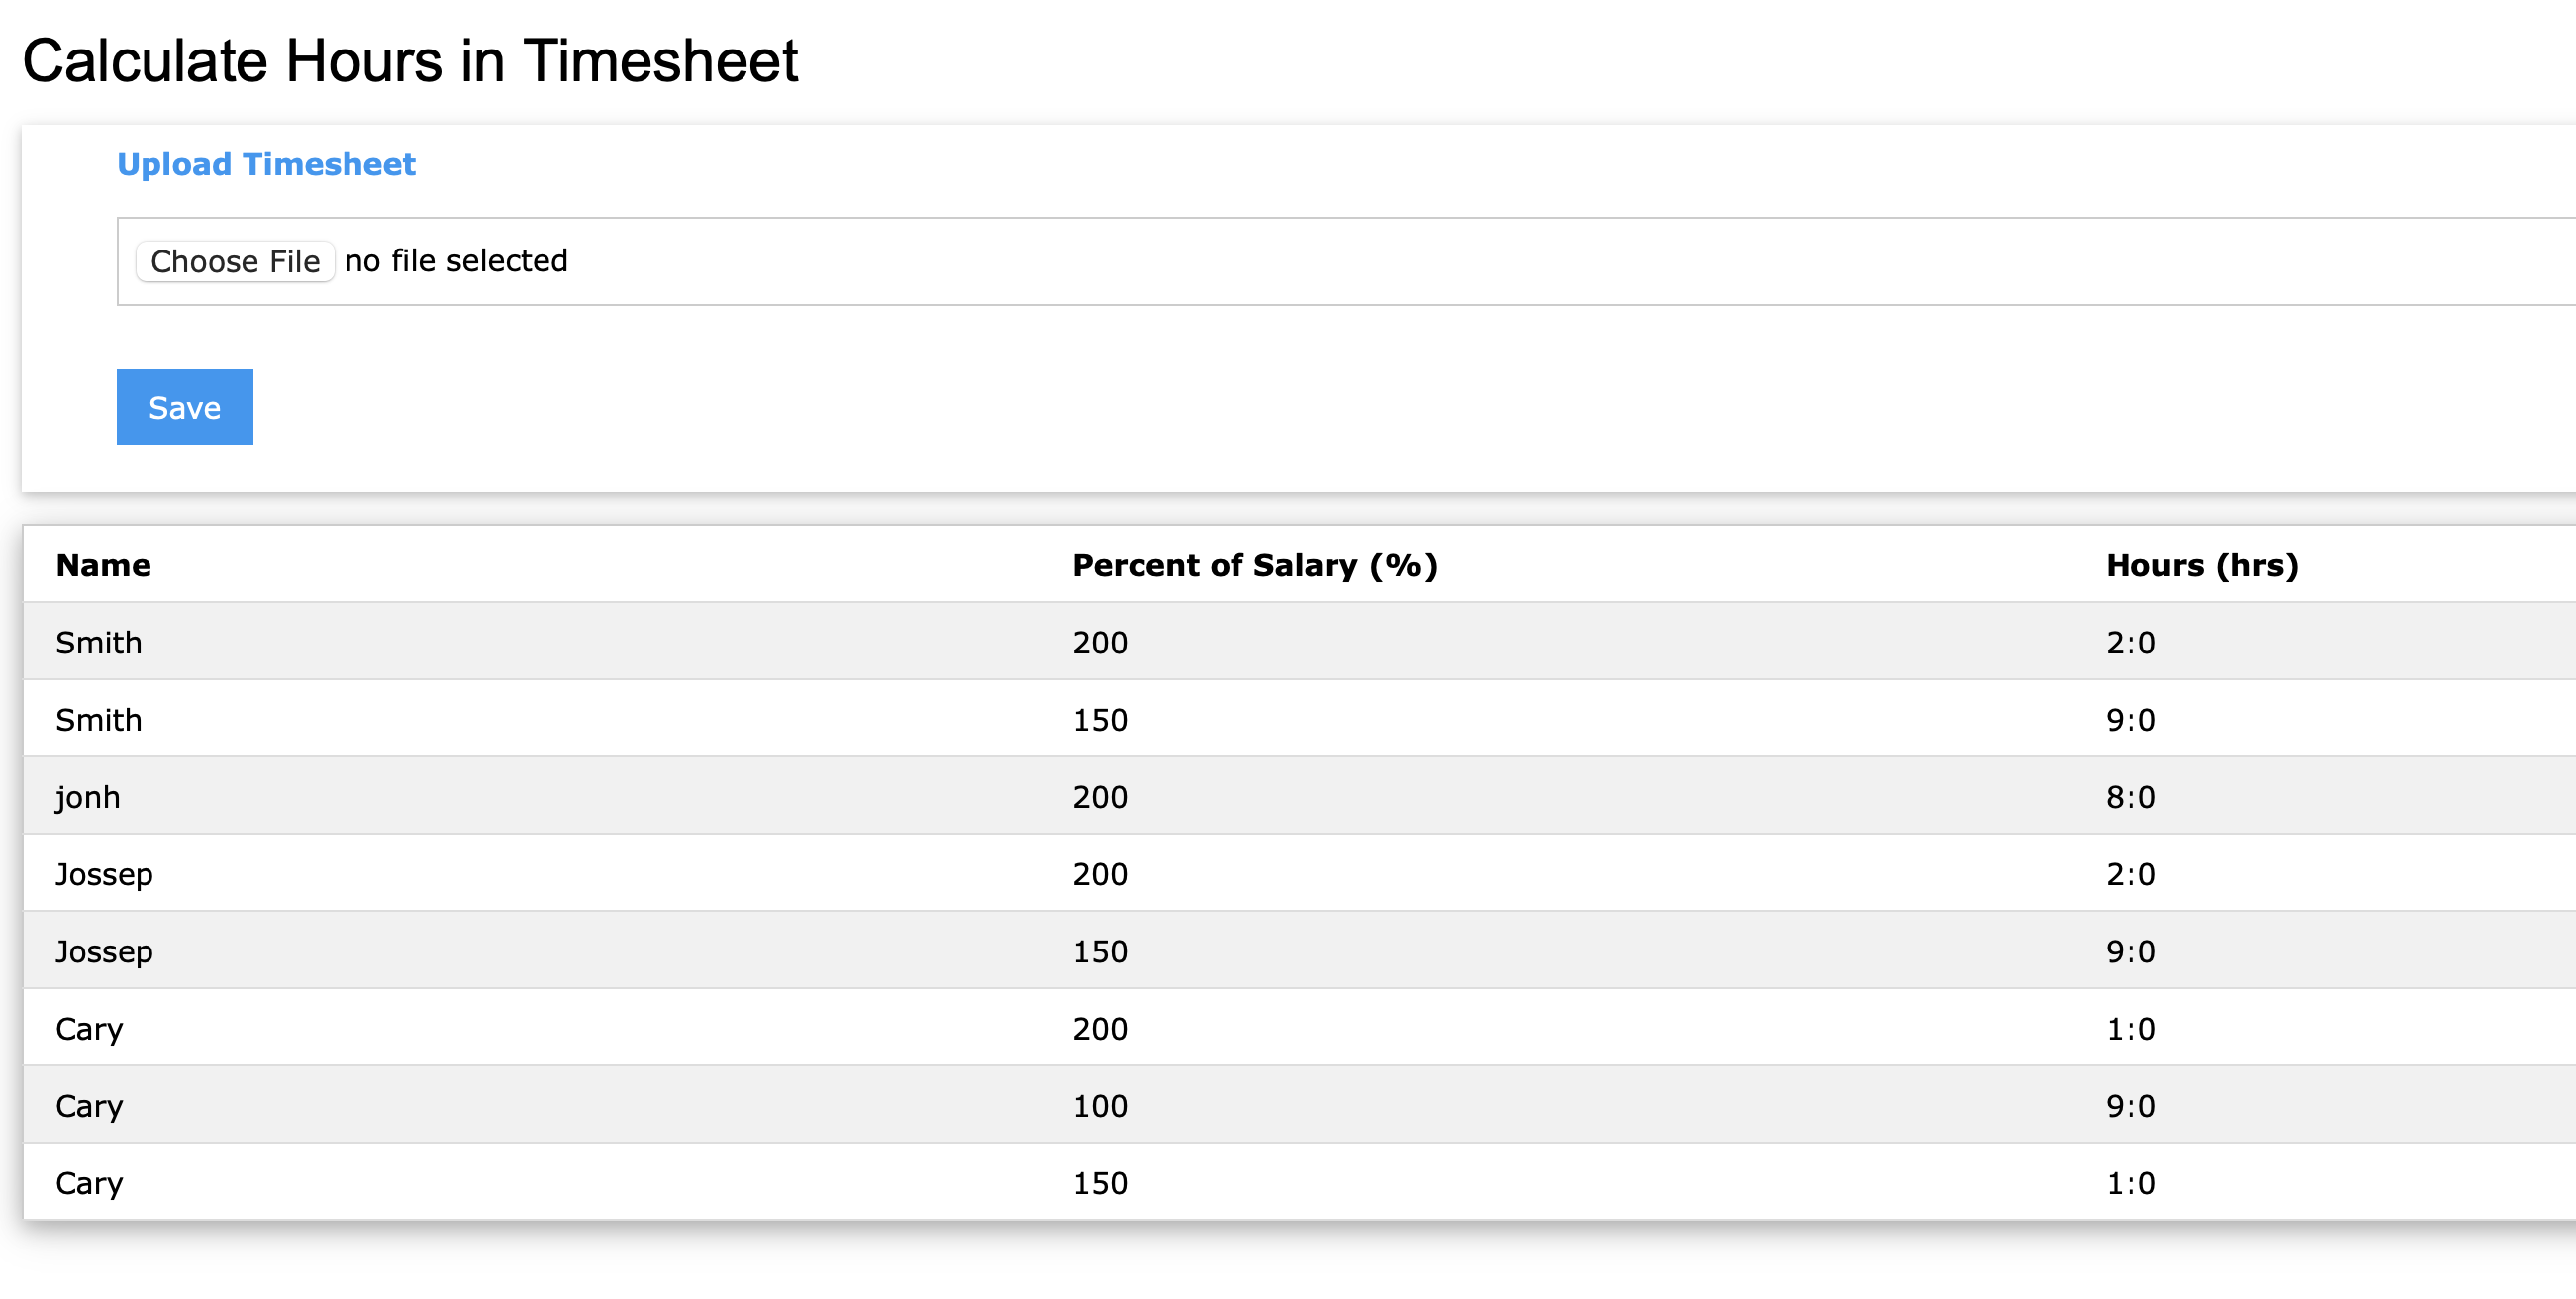 Calculate Hours in Timesheet
Upload Timesheet
Choose File no file selected
Save
Name Percent of Salary (%) Hours (hrs)
Smith 200 2:0
Smith 150 9:0
jonh 200 8:0
Jossep 200 2:0
Jossep 150 9:0
Cary 200 1:0
Cary 100 9:0
Cary 150 1:0